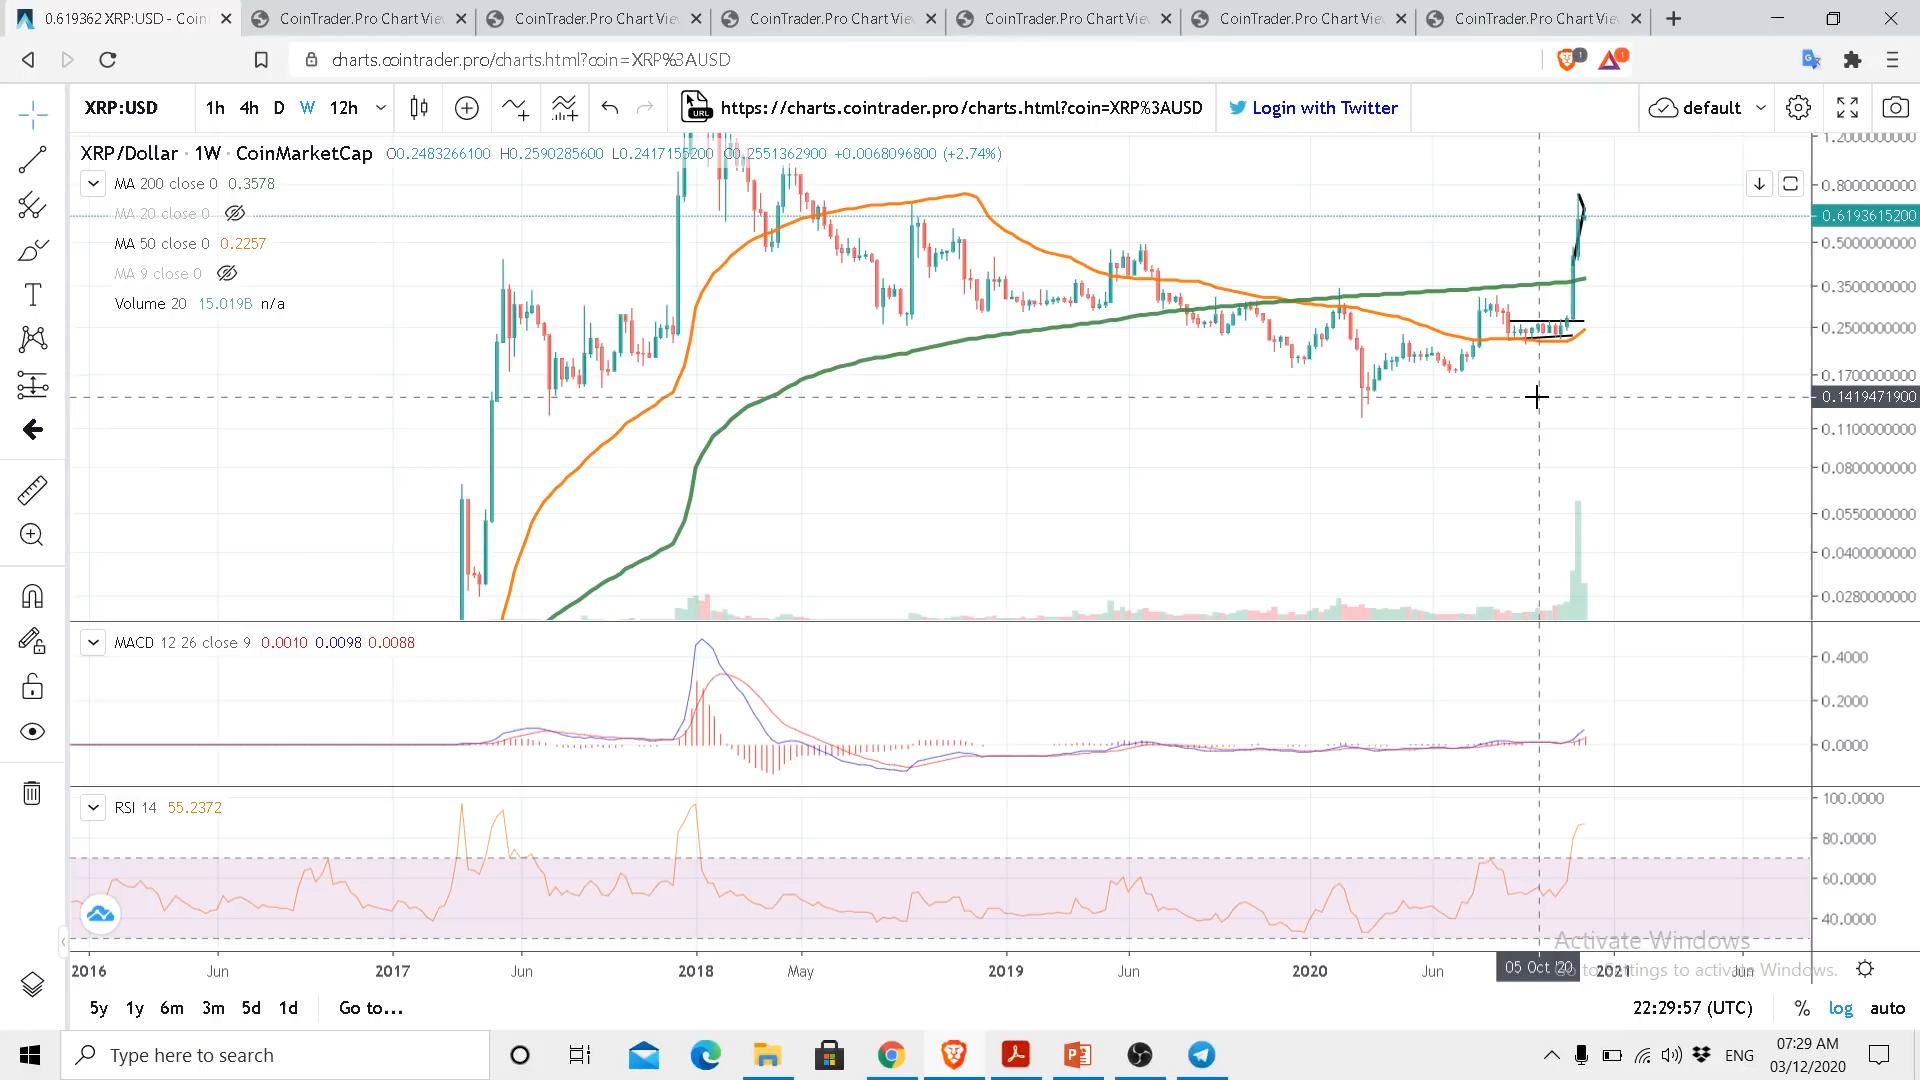 0.619362 XRP:USD - Coin
CoinTrader.Pro Chart Vie
CoinTrader.Pro Chart Vie
CoinTrader.Pro Chart Vie
CoinTrader.Pro Chart Vie
CoinTrader.Pro Chart Vie
CoinTrader.Pro Chart Vie
charts.cointrader.pro/charts.html?coin=XRP%3AUSD
XRP:USD 1h 4h D W 12h URL https://charts.cointrader.pro/charts.html?coin=XRP%3AUSD Login with Twitter default
XRP/Dollar · 1W · CoinMarketCap O0.2483266100 H0.2590285600 L0.2417155200 C0.2551362900 +0.0068096800 (+2.74%)
MA 200 close 0 0.3578
MA 20 close 0
MA 50 close 0 0.2257
MA 9 close 0
Volume 20 15.019B n/a
1.2000000000
0.8000000000
0.6193615200
0.5000000000
0.3500000000
0.2500000000
0.1700000000
0.1419471900
0.1100000000
0.0800000000
0.0550000000
0.0400000000
0.0280000000
MACD 12 26 close 9 0.0010 0.0098 0.0088
0.4000
0.2000
0.0000
RSI 14 55.2372
100.0000
80.0000
60.0000
40.0000
Activate Windows
Go to Settings to activate Windows.
2016 Jun 2017 Jun 2018 May 2019 Jun 2020 Jun 05 Oct '20 2021 Jun
5y 1y 6m 3m 5d 1d Go to... 22:29:57 (UTC) % log auto
Type here to search
ENG
07:29 AM
03/12/2020